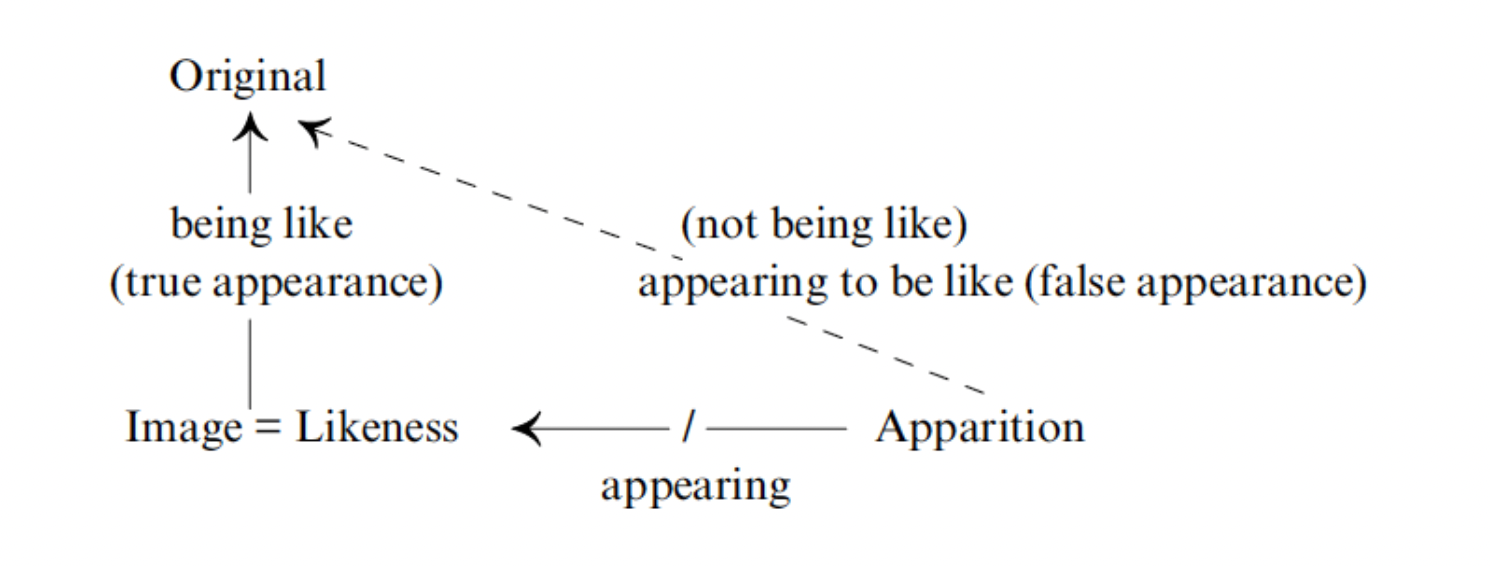 Original
being like
(not being like)
(true appearance)
appearing to be like (false appearance)
Image = Likeness
/
Apparition
appearing